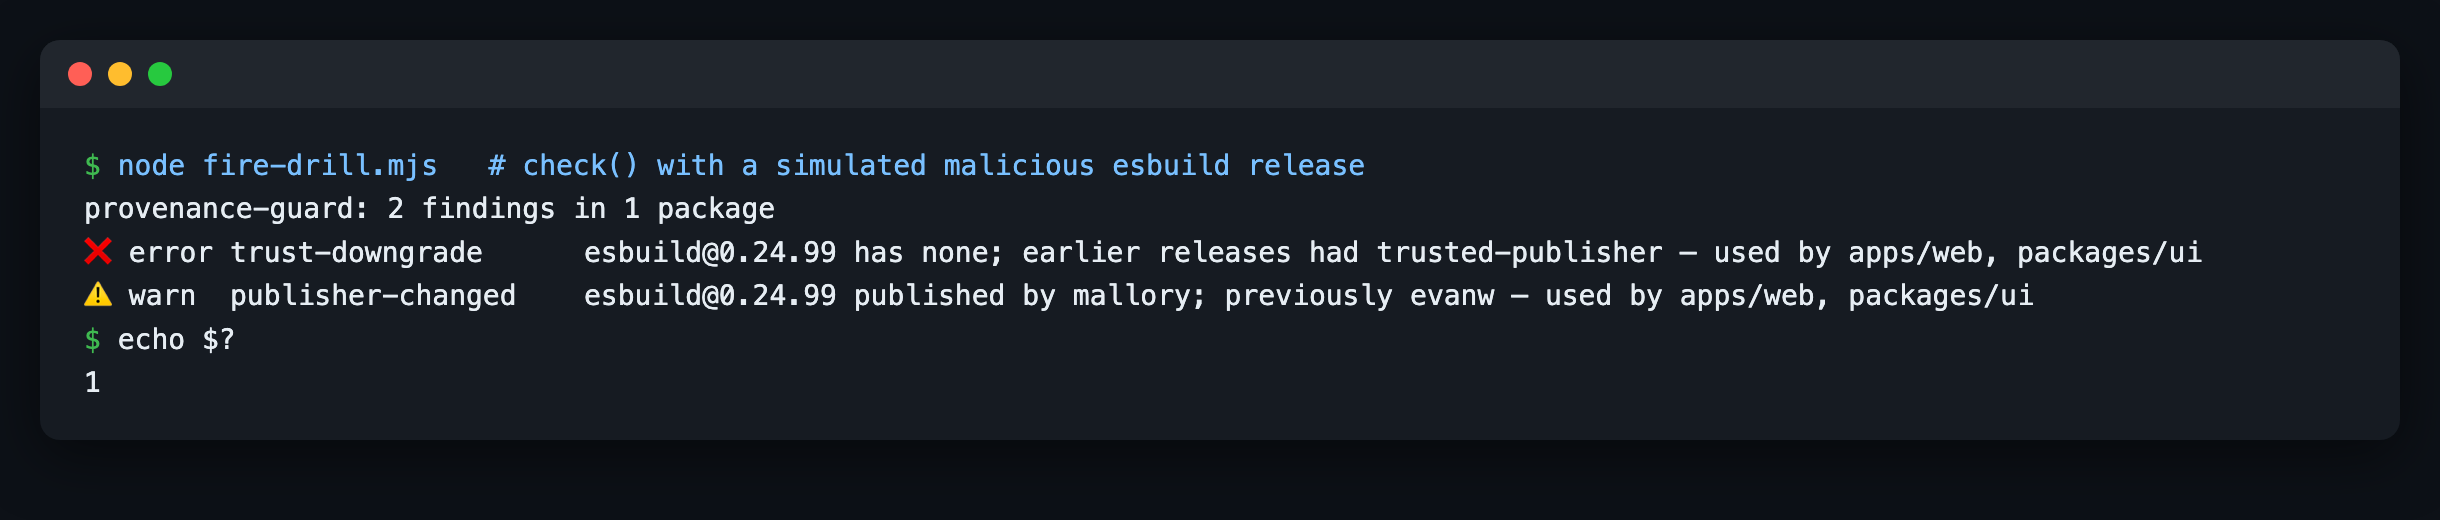 $ node fire-drill.mjs   # check() with a simulated malicious esbuild release
provenance-guard: 2 findings in 1 package
❌ error trust-downgrade      esbuild@0.24.99 has none; earlier releases had trusted-publisher — used by apps/web, packages/ui
⚠️ warn  publisher-changed    esbuild@0.24.99 published by mallory; previously evanw — used by apps/web, packages/ui
$ echo $?
1